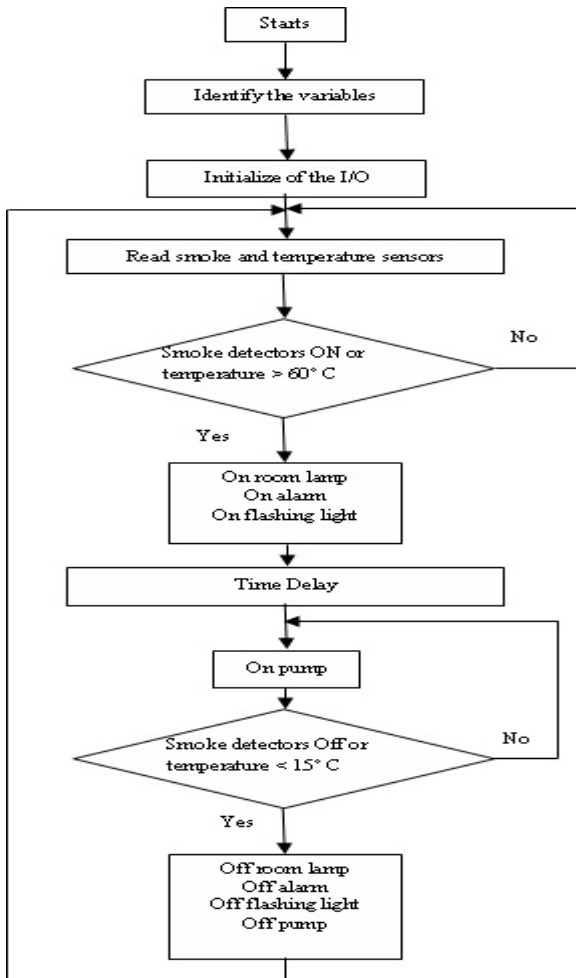 Starts
Identify the variables
Initialize of the I/O
Read smoke and temperature sensors
Smoke detectors ON or
temperature > 60° C
No
Yes
On room lamp
On alarm
On flashing light
Time Delay
On pump
Smoke detectors Off or
temperature < 15° C
No
Yes
Off room lamp
Off alarm
Off flashing light
Off pump